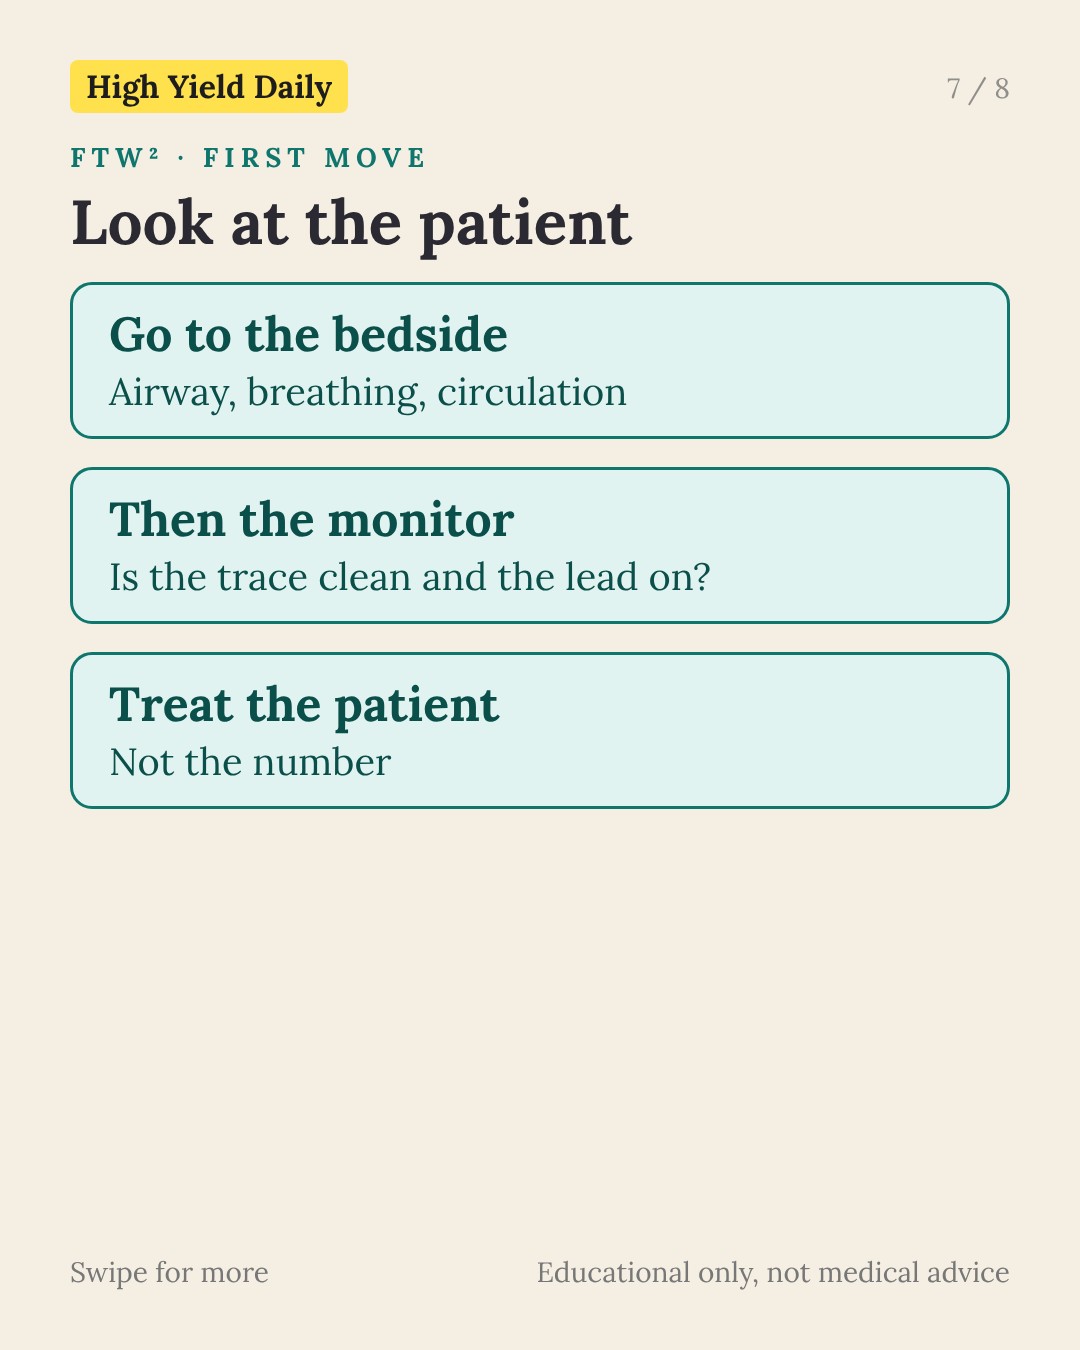 High Yield Daily
7 / 8
FTW² · FIRST MOVE
Look at the patient
Go to the bedside
Airway, breathing, circulation
Then the monitor
Is the trace clean and the lead on?
Treat the patient
Not the number
Swipe for more
Educational only, not medical advice